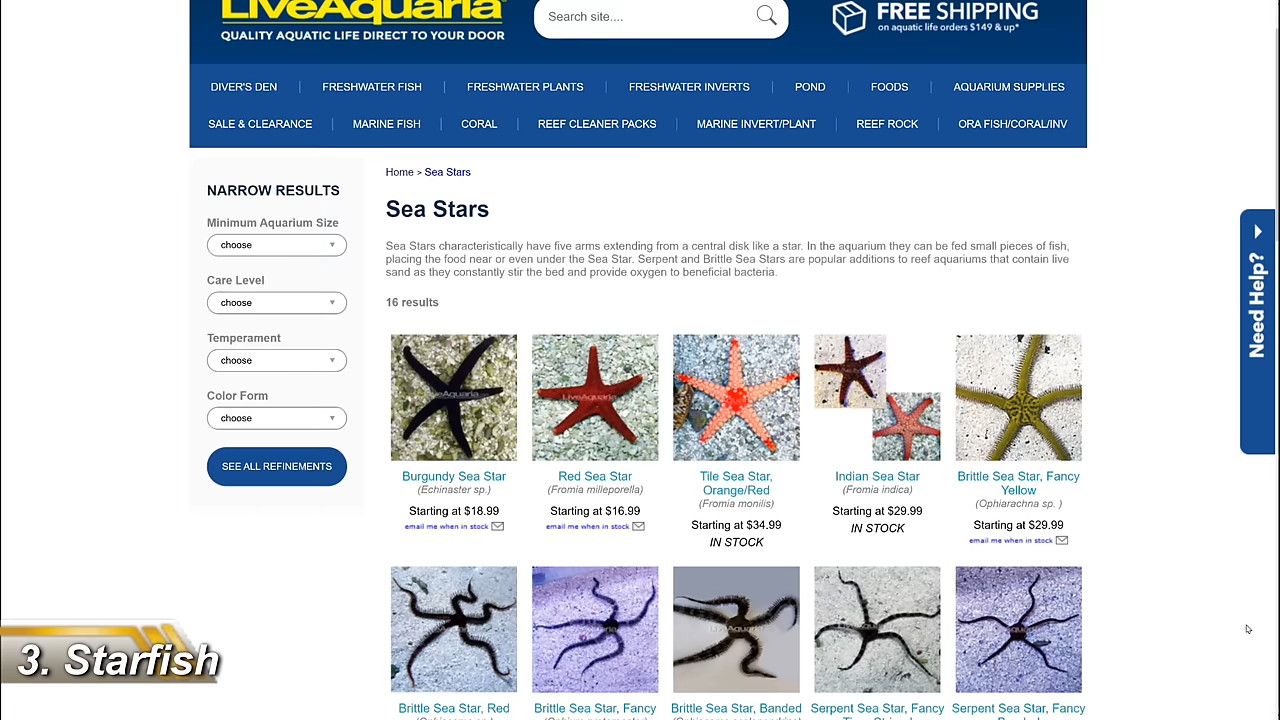 LiveAquaria
QUALITY AQUATIC LIFE DIRECT TO YOUR DOOR
Search site....
FREE SHIPPING
on aquatic life orders $149 & up*
DIVER'S DEN
FRESHWATER FISH
FRESHWATER PLANTS
FRESHWATER INVERTS
POND
FOODS
AQUARIUM SUPPLIES
SALE & CLEARANCE
MARINE FISH
CORAL
REEF CLEANER PACKS
MARINE INVERT/PLANT
REEF ROCK
ORA FISH/CORAL/INV
NARROW RESULTS
Minimum Aquarium Size
choose
Care Level
choose
Temperament
choose
Color Form
choose
SEE ALL REFINEMENTS
Home > Sea Stars
Sea Stars
Sea Stars characteristically have five arms extending from a central disk like a star. In the aquarium they can be fed small pieces of fish,
placing the food near or even under the Sea Star. Serpent and Brittle Sea Stars are popular additions to reef aquariums that contain live
sand as they constantly stir the bed and provide oxygen to beneficial bacteria.
16 results
Burgundy Sea Star
(Echinaster sp.)
Starting at $18.99
email me when in stock
Red Sea Star
(Fromia milleporella)
Starting at $16.99
email me when in stock
Tile Sea Star,
Orange/Red
(Fromia monilis)
Starting at $34.99
IN STOCK
Indian Sea Star
(Fromia indica)
Starting at $29.99
IN STOCK
Brittle Sea Star, Fancy
Yellow
(Ophiarachna sp. )
Starting at $29.99
email me when in stock
Brittle Sea Star, Red
Brittle Sea Star, Fancy
Brittle Sea Star, Banded
Serpent Sea Star, Fancy
Serpent Sea Star, Fancy
Need Help?
3. Starfish